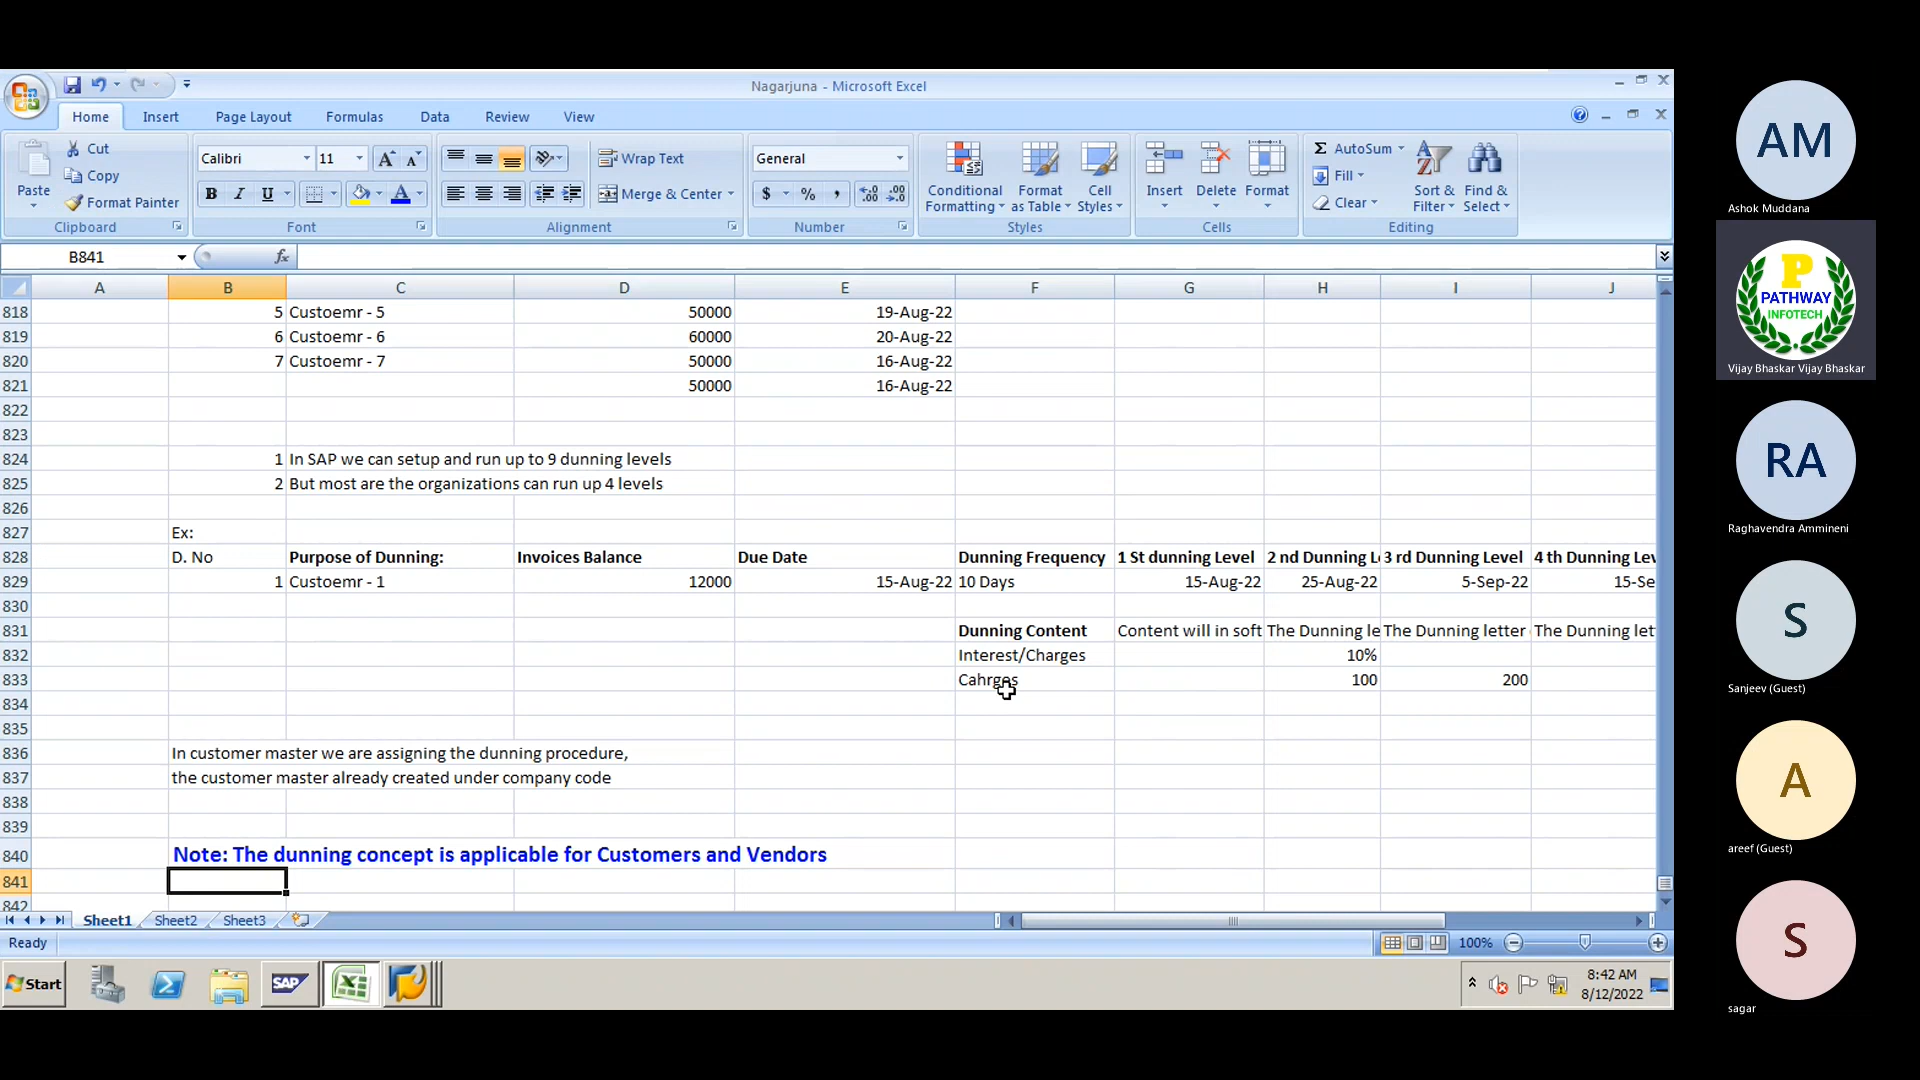 Nagarjuna - Microsoft Excel
Home Insert Page Layout Formulas Data Review View
Paste
Cut
Copy
Format Painter
Clipboard
Calibri 11
B I U
Font
Wrap Text
Merge & Center
Alignment
General
$ % ,
Number
Conditional Formatting
Format as Table
Cell Styles
Styles
Insert Delete Format
Cells
Σ AutoSum
Fill
Clear
Sort & Filter
Find & Select
Editing
B841 fx
A B C D E F G H I J
818 5 Custoemr - 5 50000 19-Aug-22
819 6 Custoemr - 6 60000 20-Aug-22
820 7 Custoemr - 7 50000 16-Aug-22
821 50000 16-Aug-22
822
823
824 1 In SAP we can setup and run up to 9 dunning levels
825 2 But most are the organizations can run up 4 levels
826
827 Ex:
828 D. No Purpose of Dunning: Invoices Balance Due Date Dunning Frequency 1 St dunning Level 2 nd Dunning L 3 rd Dunning Level 4 th Dunning Lev
829 1 Custoemr - 1 12000 15-Aug-22 10 Days 15-Aug-22 25-Aug-22 5-Sep-22 15-Se
830
831 Dunning Content Content will in soft The Dunning le The Dunning letter The Dunning let
832 Interest/Charges 10%
833 Cahrges 100 200
834
835
836 In customer master we are assigning the dunning procedure,
837 the customer master already created under company code
838
839
840 Note: The dunning concept is applicable for Customers and Vendors
841
842
Sheet1 Sheet2 Sheet3
Ready 100%
Start SAP
8:42 AM
8/12/2022
AM
Ashok Muddana
P
PATHWAY
INFOTECH
Vijay Bhaskar Vijay Bhaskar
RA
Raghavendra Ammineni
S
Sanjeev (Guest)
A
areef (Guest)
S
sagar